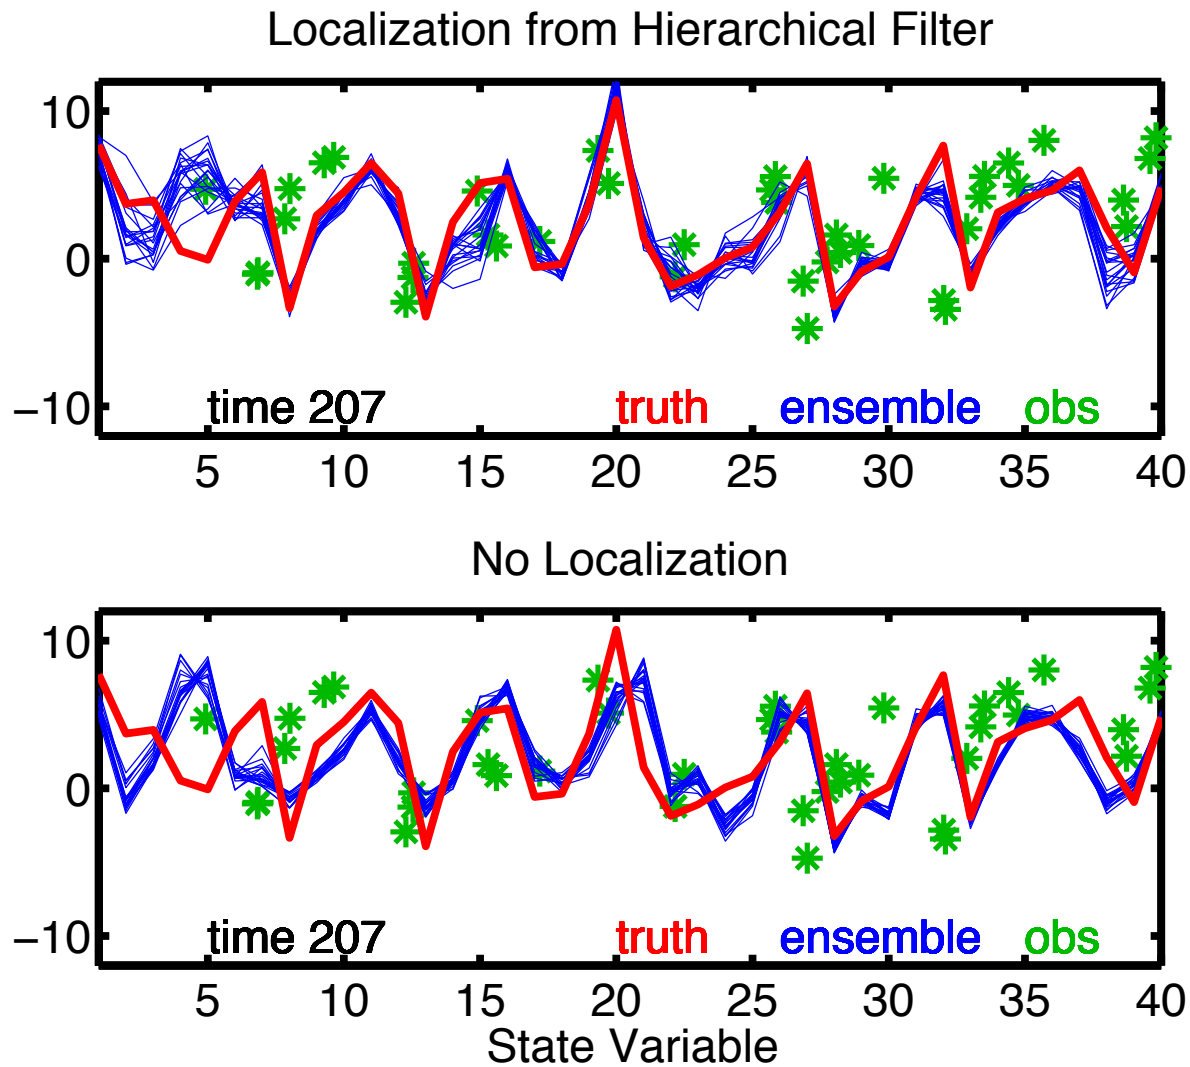 Localization from Hierarchical Filter
10
0
−10
time 207 truth ensemble obs
5 10 15 20 25 30 35 40
No Localization
10
0
−10
time 207 truth ensemble obs
5 10 15 20 25 30 35 40
State Variable